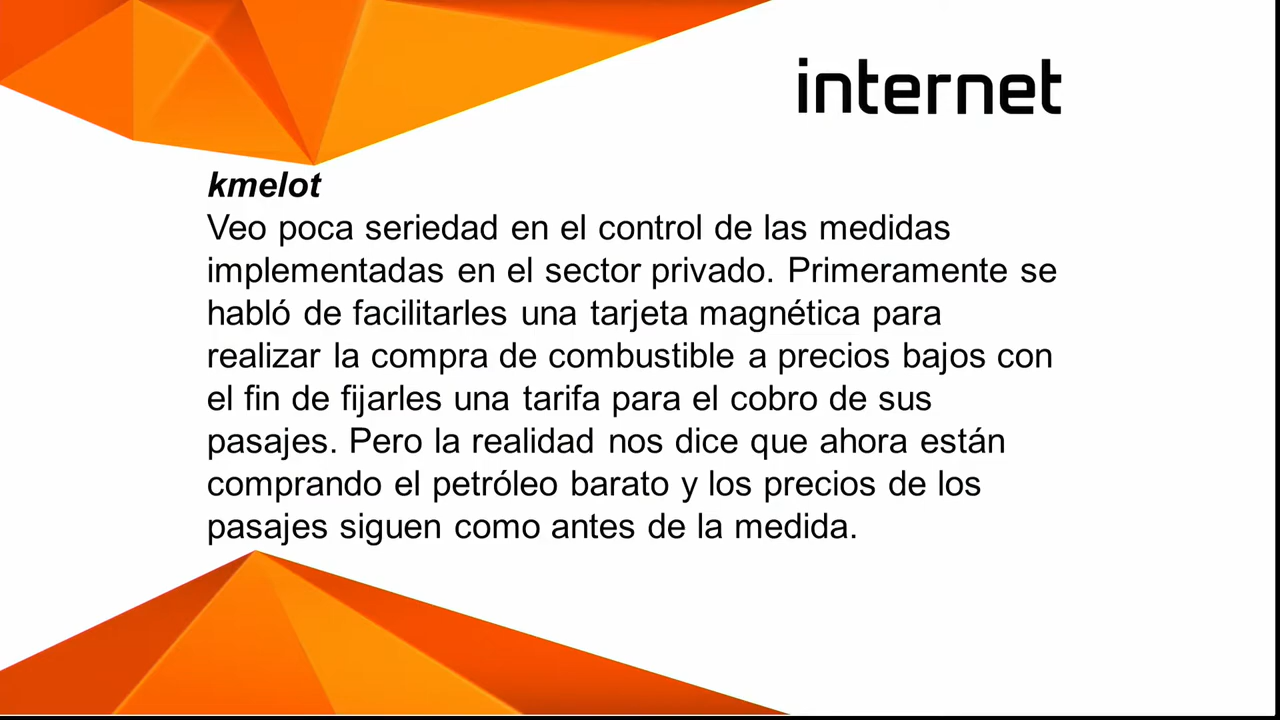 internet
kmelot
Veo poca seriedad en el control de las medidas
implementadas en el sector privado. Primeramente se
habló de facilitarles una tarjeta magnética para
realizar la compra de combustible a precios bajos con
el fin de fijarles una tarifa para el cobro de sus
pasajes. Pero la realidad nos dice que ahora están
comprando el petróleo barato y los precios de los
pasajes siguen como antes de la medida.